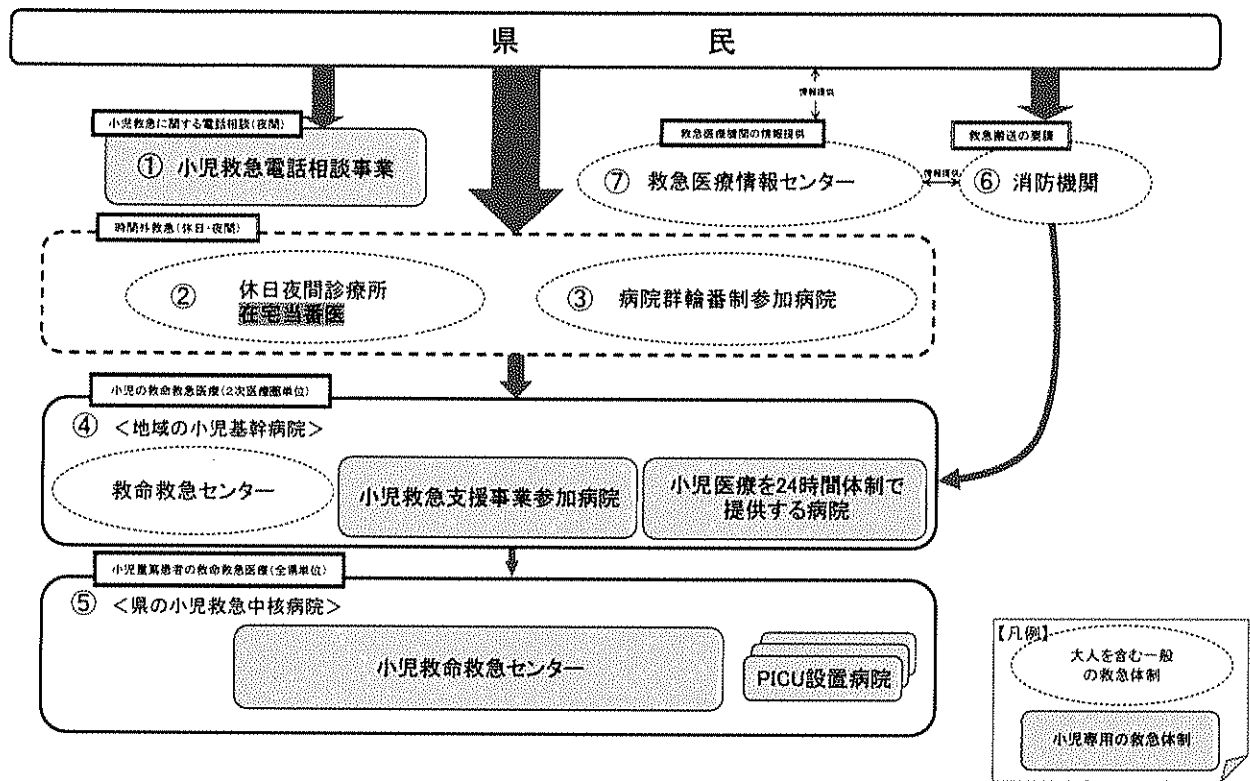 県 民
小児救急に関する電話相談(夜間)
① 小児救急電話相談事業
情報提供
救急医療機関の情報提供
⑦ 救急医療情報センター
情報提供
救急搬送の要請
⑥ 消防機関
時間外救急(休日・夜間)
② 休日夜間診療所
在宅当番医
③ 病院群輪番制参加病院
小児の救命救急医療(2次医療圏単位)
④ <地域の小児基幹病院>
救命救急センター
小児救急支援事業参加病院
小児医療を24時間体制で
提供する病院
小児重篤患者の救命救急医療(全県単位)
⑤ <県の小児救急中核病院>
小児救命救急センター
PICU設置病院
【凡例】
大人を含む一般
の救急体制
小児専用の救急体制